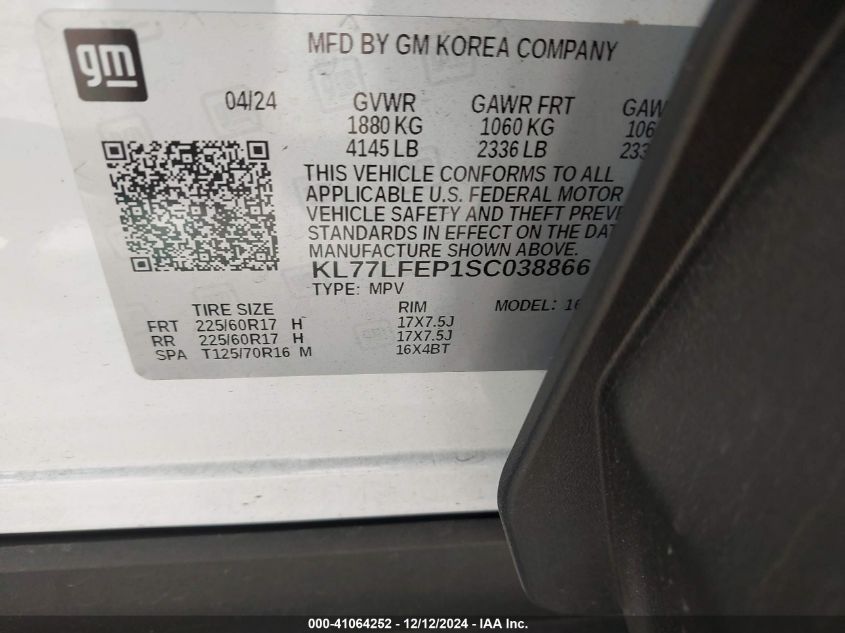 gm
MFD BY GM KOREA COMPANY
04/24 GVWR GAWR FRT
1880 KG 1060 KG
4145 LB 2336 LB
THIS VEHICLE CONFORMS TO ALL
APPLICABLE U.S. FEDERAL MOTOR
VEHICLE SAFETY AND THEFT
STANDARDS IN EFFECT ON THE
MANUFACTURE SHOWN ABOVE.
KL77LFEP1SC038866
TYPE: MPV
TIRE SIZE RIM MODEL:
FRT 225/60R17 H 17X7.5J
RR 225/60R17 H 17X7.5J
SPA T125/70R16 M 16X4BT
000-41064252 - 12/12/2024 - IAA Inc.